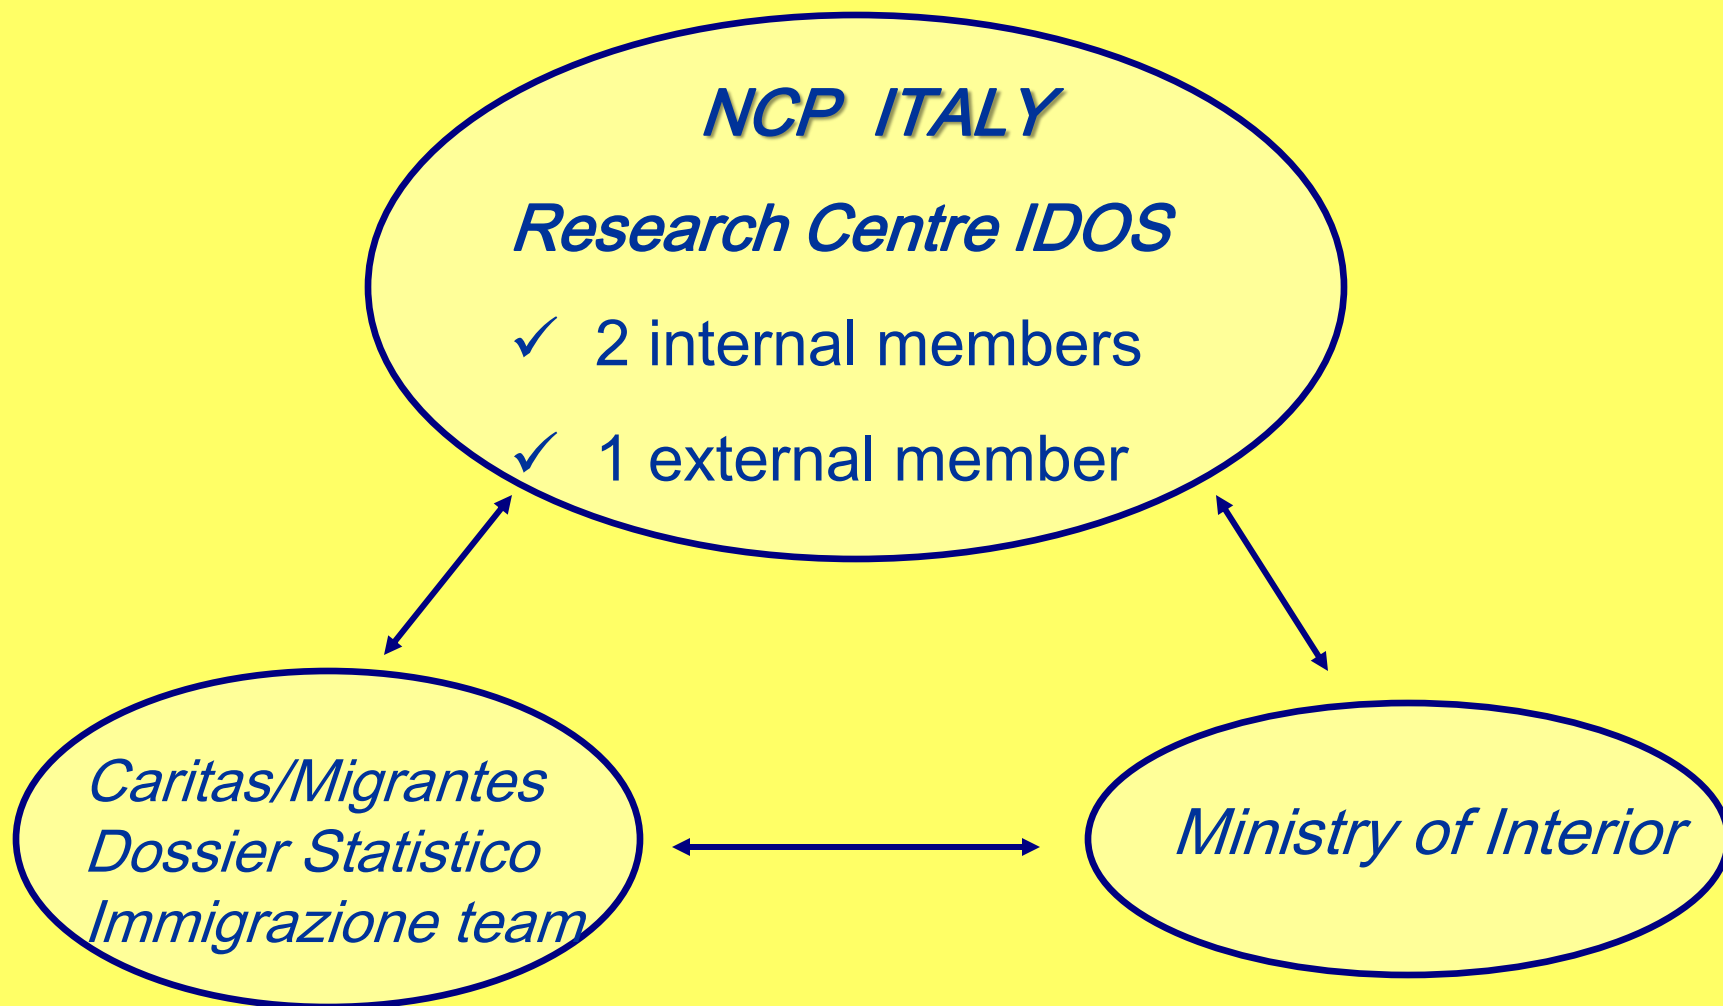 NCP ITALY
Research Centre IDOS
✓ 2 internal members
✓ 1 external member
Caritas/Migrantes
Dossier Statistico
Immigrazione team
Ministry of Interior